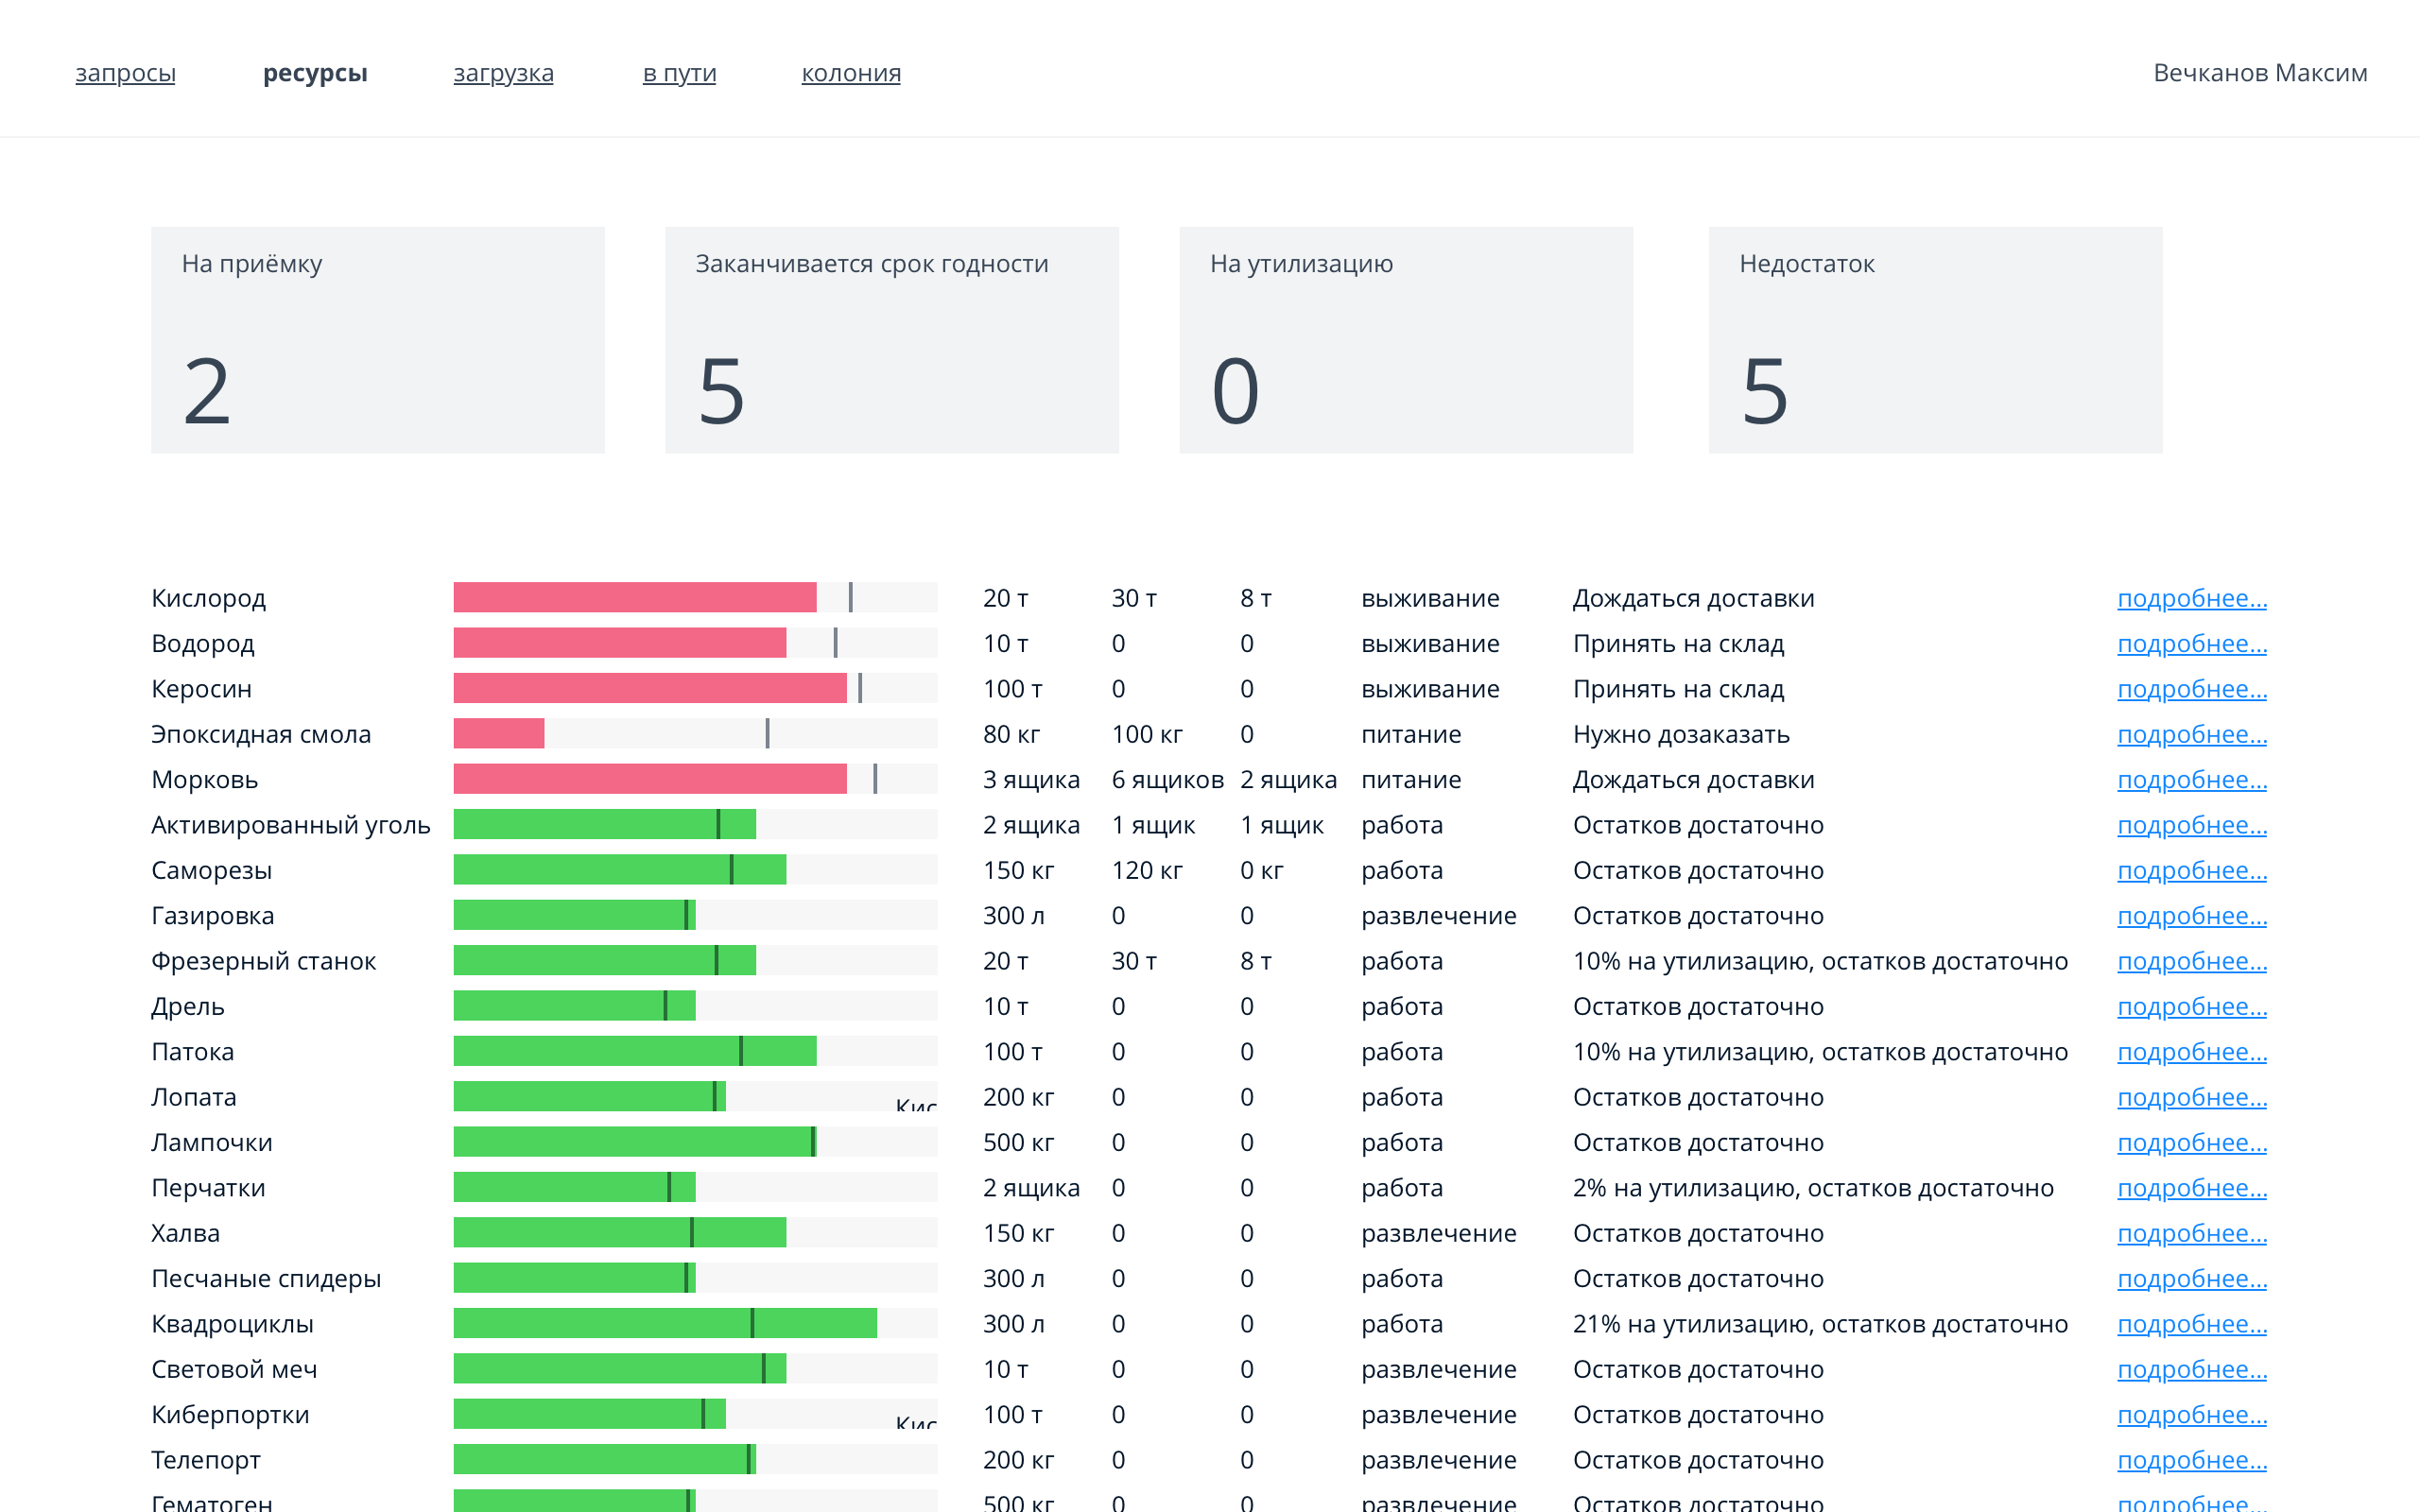 запросы ресурсы загрузка в пути колония Вечканов Максим
На приёмку Заканчивается срок годности На утилизацию Недостаток
2 5 0 5
Кислород 20 т 30 т 8 т выживание Дождаться доставки подробнее...
Водород 10 т 0 0 выживание Принять на склад подробнее...
Керосин 100 т 0 0 выживание Принять на склад подробнее...
Эпоксидная смола 80 кг 100 кг 0 питание Нужно дозаказать подробнее...
Морковь 3 ящика 6 ящиков 2 ящика питание Дождаться доставки подробнее...
Активированный уголь 2 ящика 1 ящик 1 ящик работа Остатков достаточно подробнее...
Саморезы 150 кг 120 кг 0 кг работа Остатков достаточно подробнее...
Газировка 300 л 0 0 развлечение Остатков достаточно подробнее...
Фрезерный станок 20 т 30 т 8 т работа 10% на утилизацию, остатков достаточно подробнее...
Дрель 10 т 0 0 работа Остатков достаточно подробнее...
Патока 100 т 0 0 работа 10% на утилизацию, остатков достаточно подробнее...
Лопата Кис 200 кг 0 0 работа Остатков достаточно подробнее...
Лампочки 500 кг 0 0 работа Остатков достаточно подробнее...
Перчатки 2 ящика 0 0 работа 2% на утилизацию, остатков достаточно подробнее...
Халва 150 кг 0 0 развлечение Остатков достаточно подробнее...
Песчаные спидеры 300 л 0 0 работа Остатков достаточно подробнее...
Квадроциклы 300 л 0 0 работа 21% на утилизацию, остатков достаточно подробнее...
Световой меч 10 т 0 0 развлечение Остатков достаточно подробнее...
Киберпортки Кис 100 т 0 0 развлечение Остатков достаточно подробнее...
Телепорт 200 кг 0 0 развлечение Остатков достаточно подробнее...
Гематоген 500 кг 0 0 развлечение Остатков достаточно подробнее...